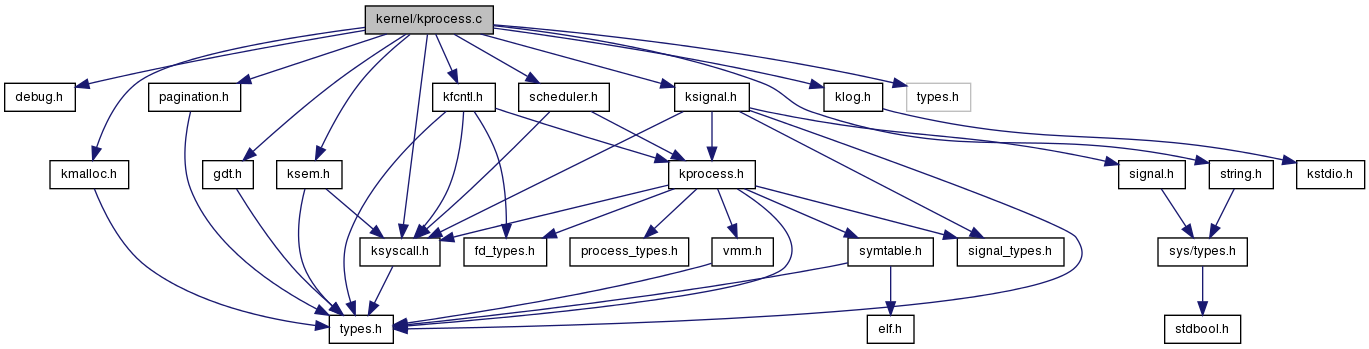 kernel/kprocess.c
debug.h
pagination.h
kfcntl.h
scheduler.h
ksignal.h
klog.h
types.h
kmalloc.h
gdt.h
ksem.h
kprocess.h
signal.h
string.h
kstdio.h
ksyscall.h
fd_types.h
process_types.h
vmm.h
symtable.h
signal_types.h
sys/types.h
types.h
elf.h
stdbool.h